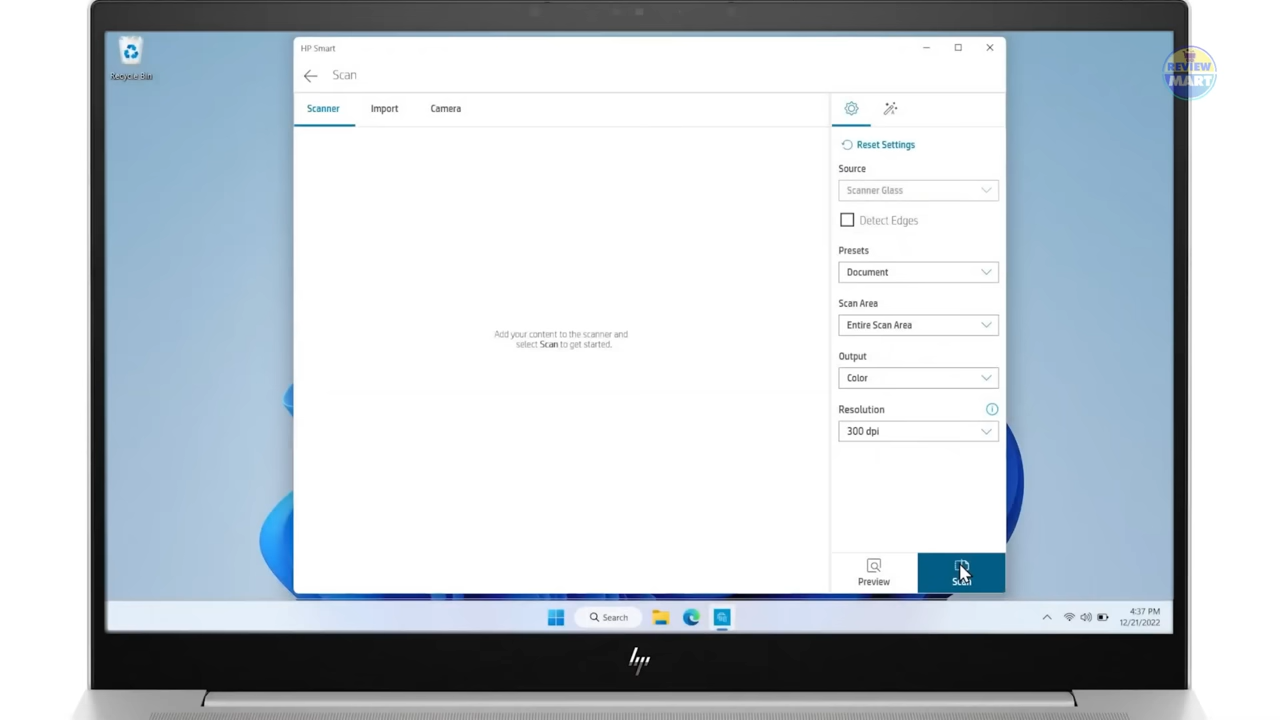 REVIEW
MART
Recycle Bin
HP Smart
Scan
Scanner
Import
Camera
Reset Settings
Source
Scanner Glass
Detect Edges
Presets
Document
Scan Area
Entire Scan Area
Output
Color
Resolution
300 dpi
Add your content to the scanner and
select Scan to get started.
Preview
Scan
Search
4:37 PM
12/21/2022
hp